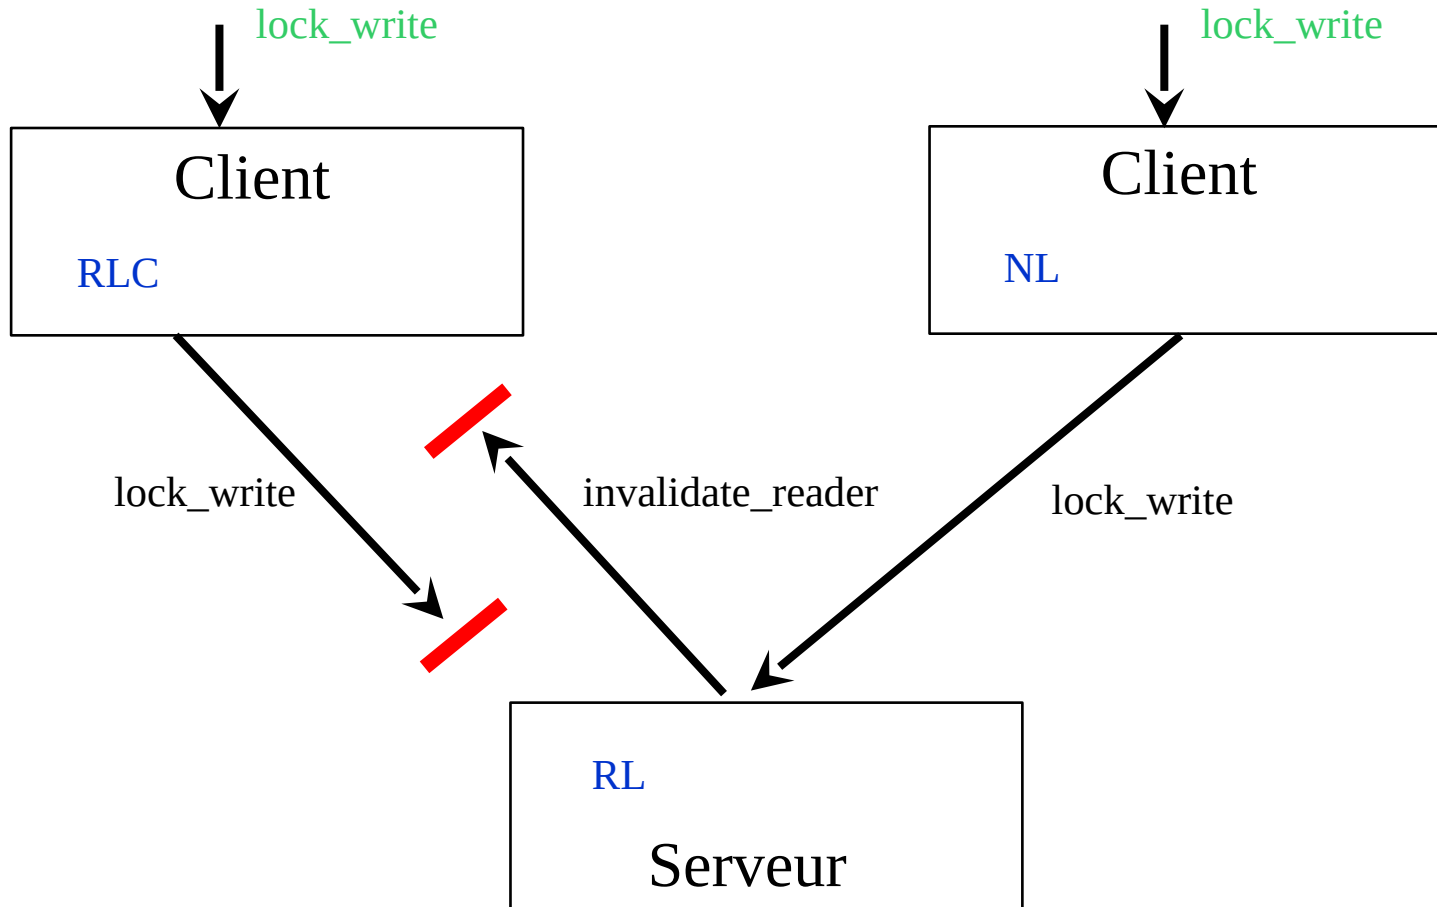 lock_write
lock_write
Client
Client
RLC
NL
lock_write
invalidate_reader
lock_write
RL
Serveur